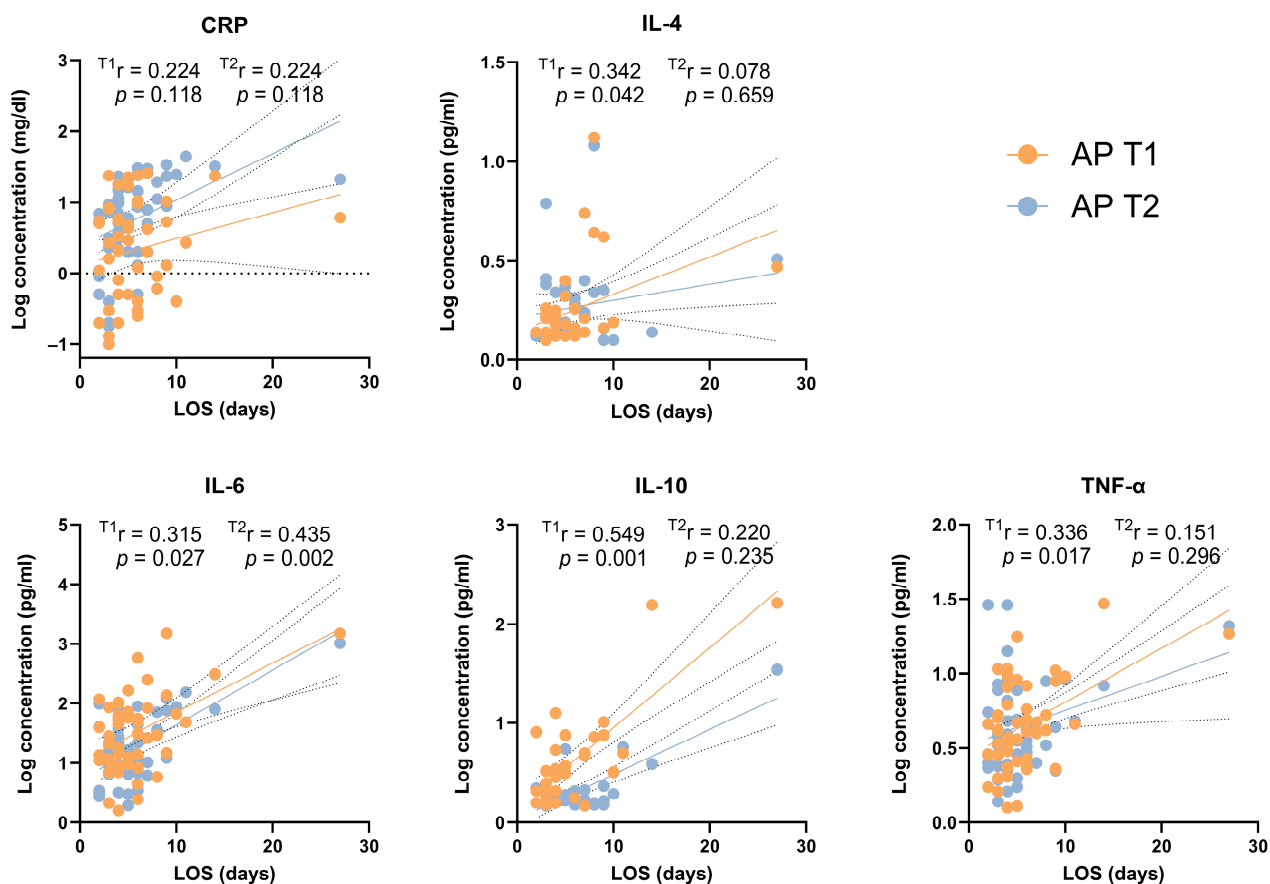 CRP
T1r = 0.224 T2r = 0.224
p = 0.118 p = 0.118
Log concentration (mg/dl)
3
2
1
0
–1
0 10 20 30
LOS (days)
IL-4
T1r = 0.342 T2r = 0.078
p = 0.042 p = 0.659
Log concentration (pg/ml)
1.5
1.0
0.5
0.0
0 10 20 30
LOS (days)
AP T1
AP T2
IL-6
T1r = 0.315 T2r = 0.435
p = 0.027 p = 0.002
Log concentration (pg/ml)
5
4
3
2
1
0
0 10 20 30
LOS (days)
IL-10
T1r = 0.549 T2r = 0.220
p = 0.001 p = 0.235
Log concentration (pg/ml)
3
2
1
0
0 10 20 30
LOS (days)
TNF-α
T1r = 0.336 T2r = 0.151
p = 0.017 p = 0.296
Log concentration (pg/ml)
2.0
1.5
1.0
0.5
0.0
0 10 20 30
LOS (days)